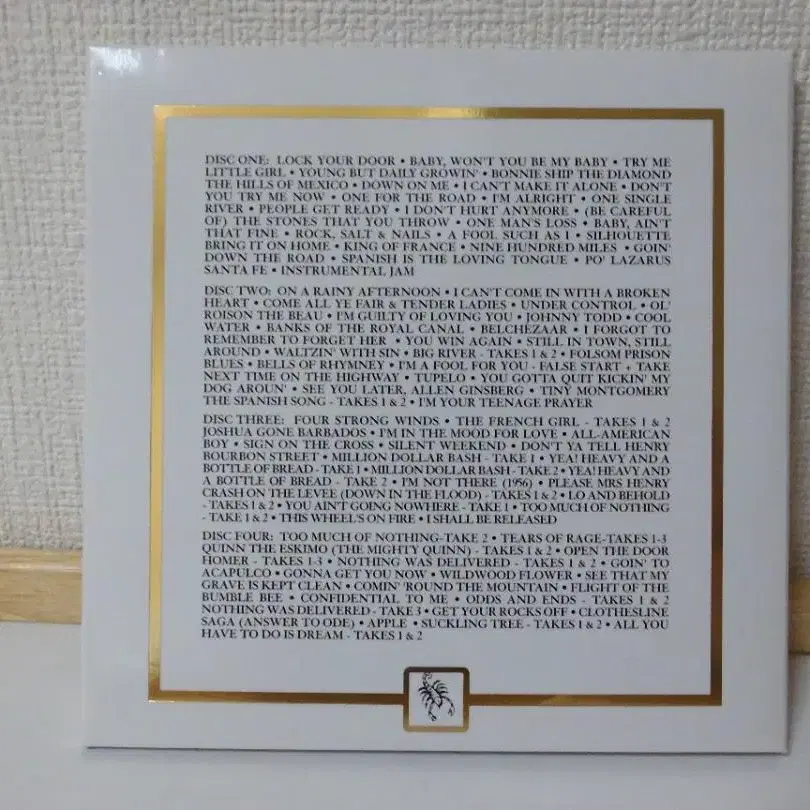 DISC ONE: LOCK YOUR DOOR • BABY, WON'T YOU BE MY BABY • TRY ME
LITTLE GIRL • YOUNG BUT DAILY GROWIN' • BONNIE SHIP THE DIAMOND
THE HILLS OF MEXICO • DOWN ON ME • I CAN'T MAKE IT ALONE • DON'T
YOU TRY ME NOW • ONE FOR THE ROAD • I'M ALRIGHT • ONE SINGLE
RIVER • PEOPLE GET READY • I DON'T HURT ANYMORE • (BE CAREFUL
OF) THE STONES THAT YOU THROW • ONE MAN'S LOSS • BABY, AIN'T
THAT FINE • ROCK, SALT & NAILS • A FOOL SUCH AS I • SILHOUETTE
BRING IT ON HOME • KING OF FRANCE • NINE HUNDRED MILES • GOIN'
DOWN THE ROAD • SPANISH IS THE LOVING TONGUE • PO' LAZARUS
SANTA FE • INSTRUMENTAL JAM
DISC TWO: ON A RAINY AFTERNOON • I CAN'T COME IN WITH A BROKEN
HEART • COME ALL YE FAIR & TENDER LADIES • UNDER CONTROL • OL'
ROISON THE BEAU • I'M GUILTY OF LOVING YOU • JOHNNY TODD • COOL
WATER • BANKS OF THE ROYAL CANAL • BELCHEZAAR • I FORGOT TO
REMEMBER TO FORGET HER • YOU WIN AGAIN • STILL IN TOWN, STILL
AROUND • WALTZIN' WITH SIN • BIG RIVER - TAKES 1 & 2 • FOLSOM PRISON
BLUES • BELLS OF RHYMNEY • I'M A FOOL FOR YOU - FALSE START + TAKE
NEXT TIME ON THE HIGHWAY • TUPELO • YOU GOTTA QUIT KICKIN' MY
DOG AROUN' • SEE YOU LATER, ALLEN GINSBERG • TINY MONTGOMERY
THE SPANISH SONG - TAKES 1 & 2 • I'M YOUR TEENAGE PRAYER
DISC THREE: FOUR STRONG WINDS • THE FRENCH GIRL - TAKES 1 & 2
JOSHUA GONE BARBADOS • I'M IN THE MOOD FOR LOVE • ALL-AMERICAN
BOY • SIGN ON THE CROSS • SILENT WEEKEND • DON'T YA TELL HENRY
BOURBON STREET • MILLION DOLLAR BASH - TAKE 1 • YEA! HEAVY AND A
BOTTLE OF BREAD - TAKE 1 • MILLION DOLLAR BASH - TAKE 2 • YEA! HEAVY AND
A BOTTLE OF BREAD - TAKE 2 • I'M NOT THERE (1956) • PLEASE MRS HENRY
CRASH ON THE LEVEE (DOWN IN THE FLOOD) - TAKES 1 & 2 • LO AND BEHOLD
- TAKES 1 & 2 • YOU AIN'T GOING NOWHERE - TAKE 1 • TOO MUCH OF NOTHING
- TAKE 1 & 2 • THIS WHEEL'S ON FIRE • I SHALL BE RELEASED
DISC FOUR: TOO MUCH OF NOTHING-TAKE 2 • TEARS OF RAGE-TAKES 1-3
QUINN THE ESKIMO (THE MIGHTY QUINN) - TAKES 1 & 2 • OPEN THE DOOR
HOMER - TAKES 1-3 • NOTHING WAS DELIVERED - TAKES 1 & 2 • GOIN' TO
ACAPULCO • GONNA GET YOU NOW • WILDWOOD FLOWER • SEE THAT MY
GRAVE IS KEPT CLEAN • COMIN' 'ROUND THE MOUNTAIN • FLIGHT OF THE
BUMBLE BEE • CONFIDENTIAL TO ME • ODDS AND ENDS - TAKES 1 & 2
NOTHING WAS DELIVERED - TAKE 3 • GET YOUR ROCKS OFF • CLOTHESLINE
SAGA (ANSWER TO ODE) • APPLE • SUCKLING TREE - TAKES 1 & 2 • ALL YOU
HAVE TO DO IS DREAM - TAKES 1 & 2